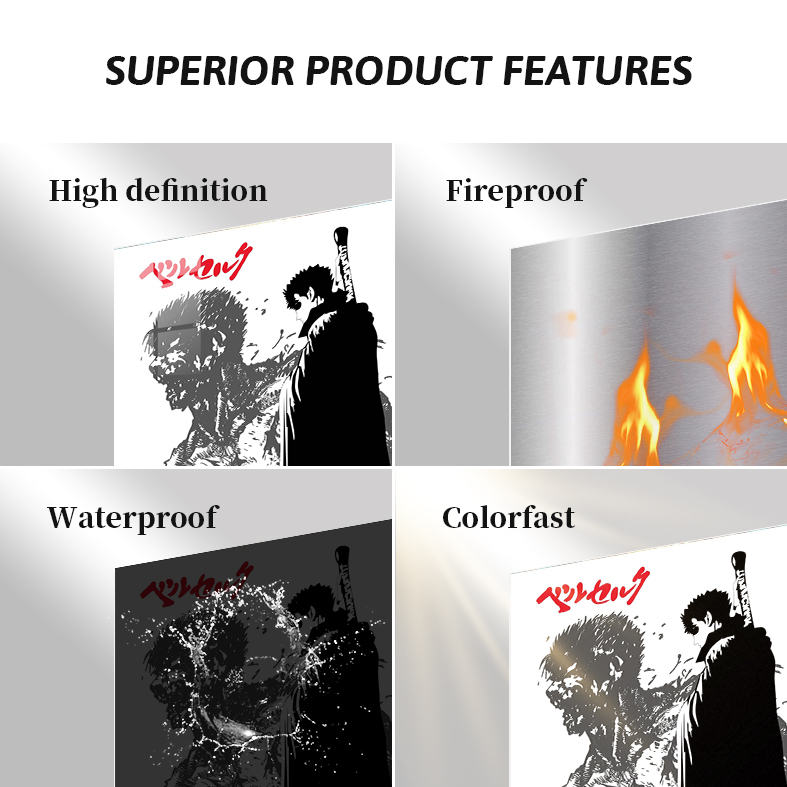 SUPERIOR PRODUCT FEATURES
High definition
Fireproof
ベルセルク
Waterproof
Colorfast
ベルセルク
ベルセルク